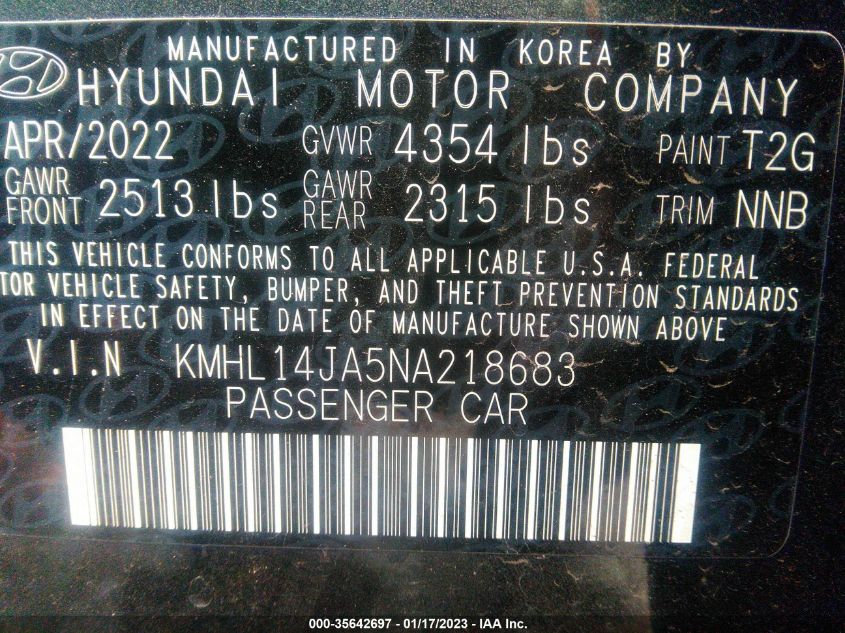 MANUFACTURED IN KOREA BY
HYUNDAI MOTOR COMPANY
APR/2022 GVWR 4354 lbs PAINT T2G
GAWR FRONT 2513 lbs GAWR REAR 2315 lbs TRIM NNB
THIS VEHICLE CONFORMS TO ALL APPLICABLE U.S.A. FEDERAL
TOR VEHICLE SAFETY, BUMPER, AND THEFT PREVENTION STANDARDS
IN EFFECT ON THE DATE OF MANUFACTURE SHOWN ABOVE
V.I.N KMHL14JA5NA218683
PASSENGER CAR
000-35642697 - 01/17/2023 - IAA Inc.